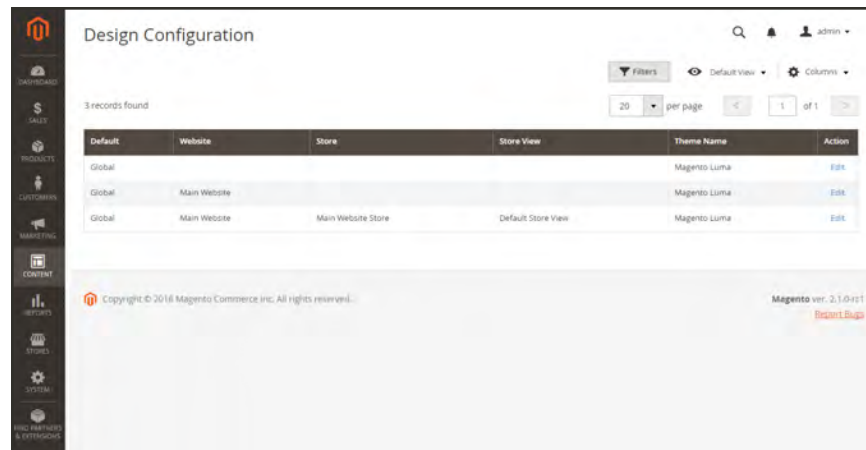 Design Configuration
admin
DASHBOARD
Filters
Default View
Columns
SALES
3 records found
20
per page
1
of 1
PRODUCTS
Default Website Store Store View Theme Name Action
Global Magento Luma Edit
CUSTOMERS
Global Main Website Magento Luma Edit
Global Main Website Main Website Store Default Store View Magento Luma Edit
MARKETING
CONTENT
Copyright © 2016 Magento Commerce Inc. All rights reserved.
Magento ver. 2.1.0-rc1
Report Bugs
REPORTS
STORES
SYSTEM
FIND PARTNERS
& EXTENSIONS